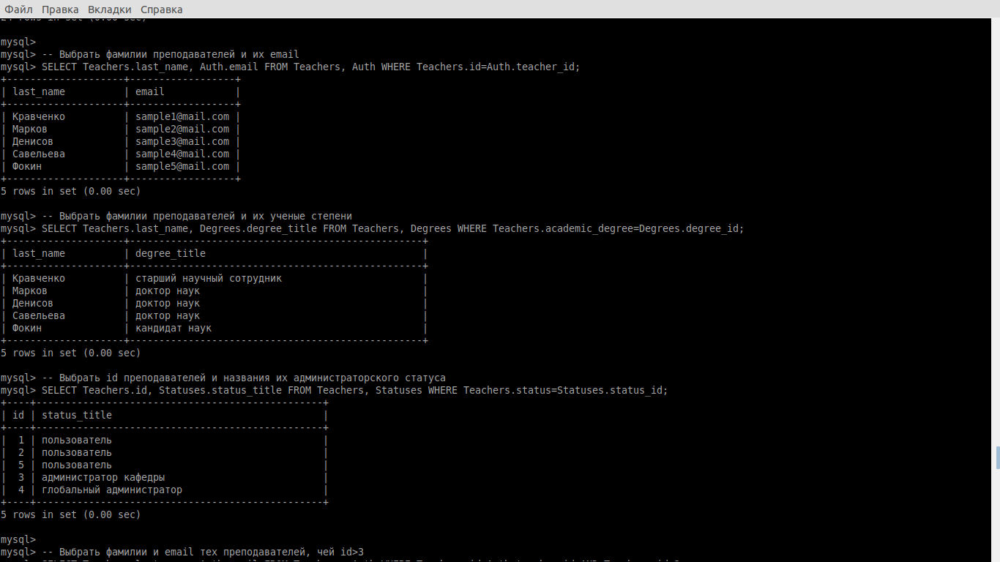 Файл Правка Вкладки Справка
rows in set (0.00 sec)
mysql>
mysql> -- Выбрать фамилии преподавателей и их email
mysql> SELECT Teachers.last_name, Auth.email FROM Teachers, Auth WHERE Teachers.id=Auth.teacher_id;
+--------------------+------------------+
| last_name          | email            |
+--------------------+------------------+
| Кравченко          | sample1@mail.com |
| Марков             | sample2@mail.com |
| Денисов            | sample3@mail.com |
| Савельева          | sample4@mail.com |
| Фокин              | sample5@mail.com |
+--------------------+------------------+
5 rows in set (0.00 sec)
mysql> -- Выбрать фамилии преподавателей и их ученые степени
mysql> SELECT Teachers.last_name, Degrees.degree_title FROM Teachers, Degrees WHERE Teachers.academic_degree=Degrees.degree_id;
+--------------------+--------------------------------------------------+
| last_name          | degree_title                                     |
+--------------------+--------------------------------------------------+
| Кравченко          | старший научный сотрудник                        |
| Марков             | доктор наук                                      |
| Денисов            | доктор наук                                      |
| Савельева          | доктор наук                                      |
| Фокин              | кандидат наук                                    |
+--------------------+--------------------------------------------------+
5 rows in set (0.00 sec)
mysql> -- Выбрать id преподавателей и названия их администраторского статуса
mysql> SELECT Teachers.id, Statuses.status_title FROM Teachers, Statuses WHERE Teachers.status=Statuses.status_id;
+----+-------------------------------------------------+
| id | status_title                                    |
+----+-------------------------------------------------+
|  1 | пользователь                                    |
|  2 | пользователь                                    |
|  5 | пользователь                                    |
|  3 | администратор кафедры                           |
|  4 | глобальный администратор                        |
+----+-------------------------------------------------+
5 rows in set (0.00 sec)
mysql>
mysql> -- Выбрать фамилии и email тех преподавателей, чей id>3